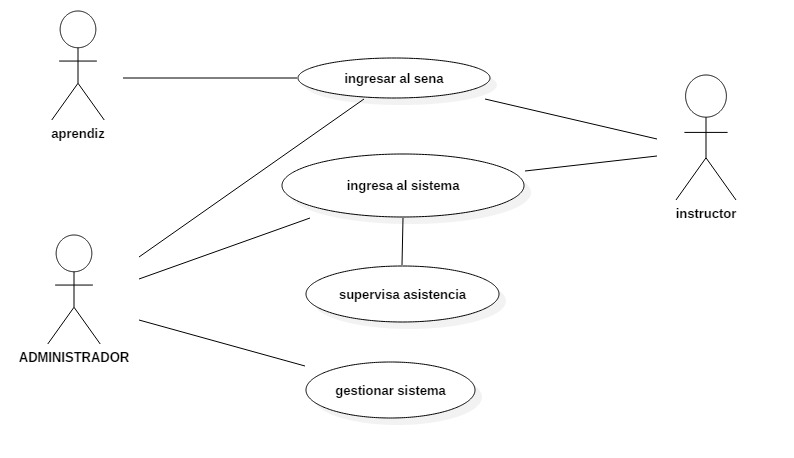 ingresar al sena
aprendiz
ingresa al sistema
instructor
supervisa asistencia
ADMINISTRADOR
gestionar sistema